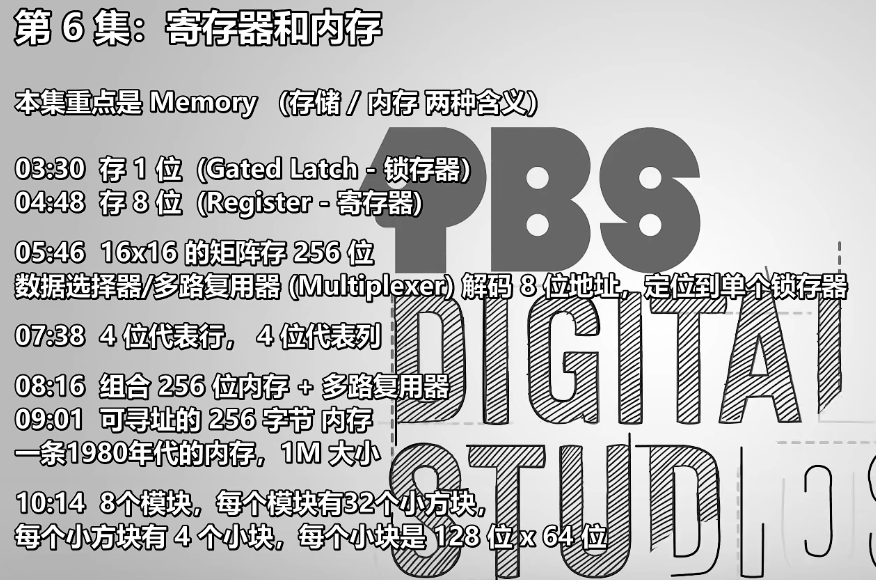 第 6 集：寄存器和内存
本集重点是 Memory （存储 / 内存 两种含义）
03:30 存 1 位（Gated Latch - 锁存器）
04:48 存 8 位（Register - 寄存器）
05:46 16x16 的矩阵存 256 位
数据选择器/多路复用器 (Multiplexer) 解码 8 位地址，定位到单个锁存器
07:38 4 位代表行， 4 位代表列
08:16 组合 256 位内存 + 多路复用器
09:01 可寻址的 256 字节 内存
一条1980年代的内存，1M 大小
10:14 8个模块，每个模块有32个小方块，
每个小方块有 4 个小块，每个小块是 128 位 x 64 位
PBS
DIGITAL
STUDIOS